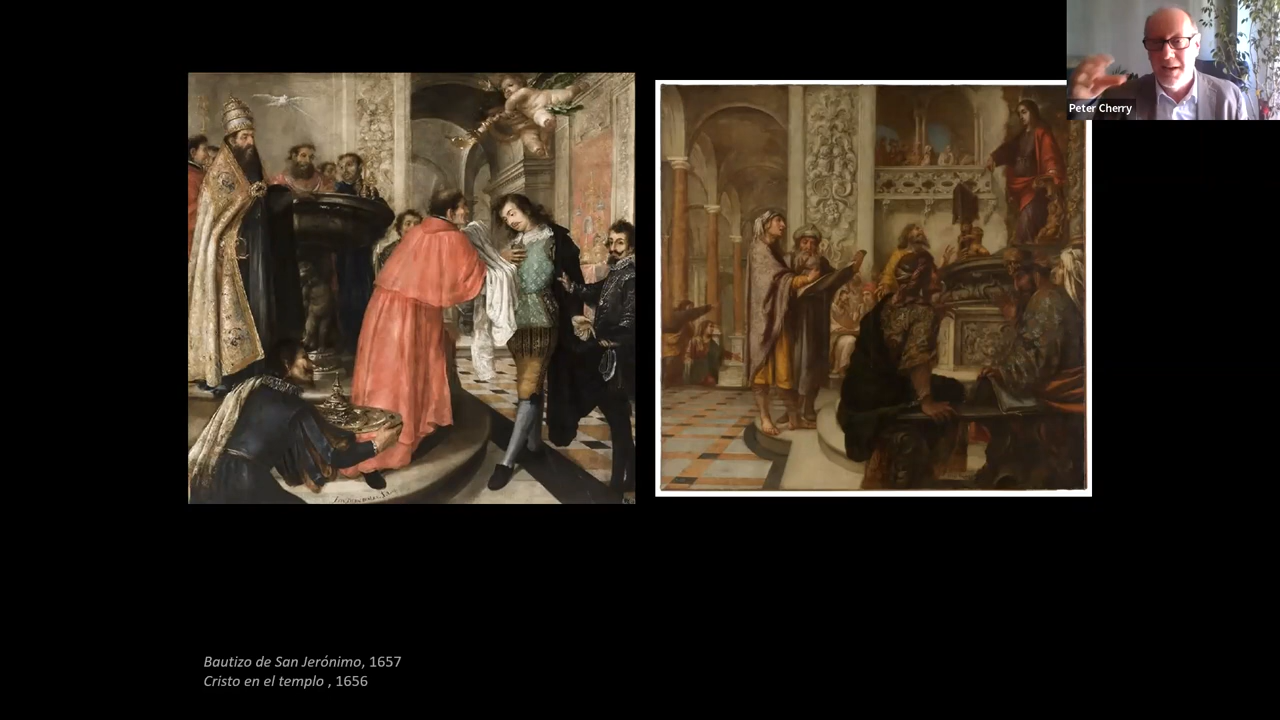 Peter Cherry
Bautizo de San Jerónimo, 1657
Cristo en el templo , 1656